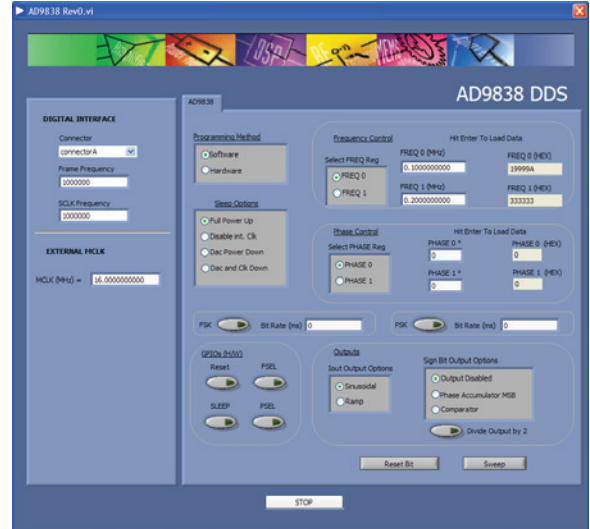 AD9838 Rev0.vi
DSP
RF
MEMS
AD9838 DDS
DIGITAL INTERFACE
Connector
connectorA
Frame Frequency
1000000
SCLK Frequency
1000000
EXTERNAL MCLK
MCLK (MHz) = 16.0000000000
AD9838
Programming Method
Software
Hardware
Sleep Options
Full Power Up
Disable int. Clk
Dac Power Down
Dac and Clk Down
Frequency Control
Hit Enter To Load Data
Select FREQ Reg
FREQ 0
FREQ 1
FREQ 0 (MHz)
0.1000000000
FREQ 0 (HEX)
19999A
FREQ 1 (MHz)
0.2000000000
FREQ 1 (HEX)
333333
Phase Control
Hit Enter To Load Data
Select PHASE Reg
PHASE 0
PHASE 1
PHASE 0 °
0
PHASE 0 (HEX)
0
PHASE 1 °
0
PHASE 1 (HEX)
0
FSK Bit Rate (ms) 0
PSK Bit Rate (ms) 0
GPIOs (H/W)
Reset FSEL
SLEEP PSEL
Outputs
Iout Output Options
Sinusoidal
Ramp
Sign Bit Output Options
Output Disabled
Phase Accumulator MSB
Comparator
Divide Output by 2
Reset Bit
Sweep
STOP